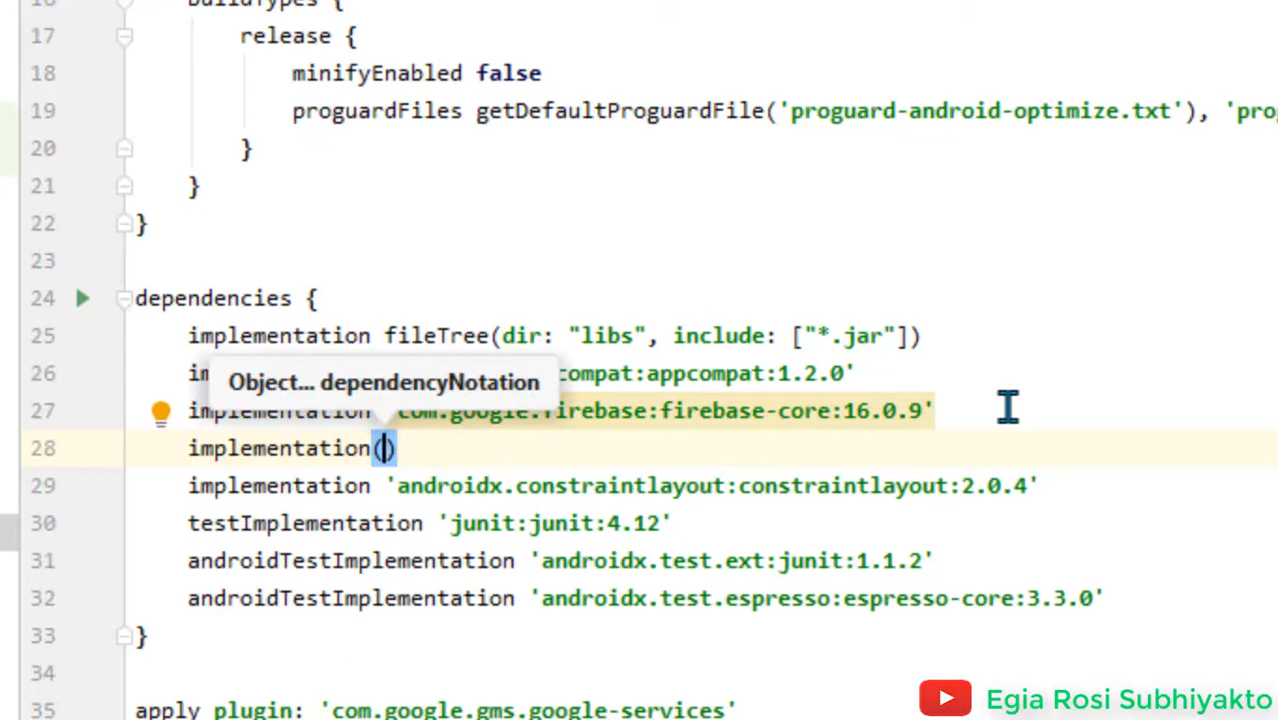 16 buildTypes {
17 release {
18 minifyEnabled false
19 proguardFiles getDefaultProguardFile('proguard-android-optimize.txt'),
20 }
21 }
22 }
23
24 dependencies {
25 implementation fileTree(dir: "libs", include: ["*.jar"])
Object... dependencyNotation
26 compat:appcompat:1.2.0'
27 implementation 'com.google.firebase:firebase-core:16.0.9'
28 implementation()
29 implementation 'androidx.constraintlayout:constraintlayout:2.0.4'
30 testImplementation 'junit:junit:4.12'
31 androidTestImplementation 'androidx.test.ext:junit:1.1.2'
32 androidTestImplementation 'androidx.test.espresso:espresso-core:3.3.0'
33 }
34
35 apply plugin: 'com.google.gms.google-services'
Egia Rosi Subhiyakto